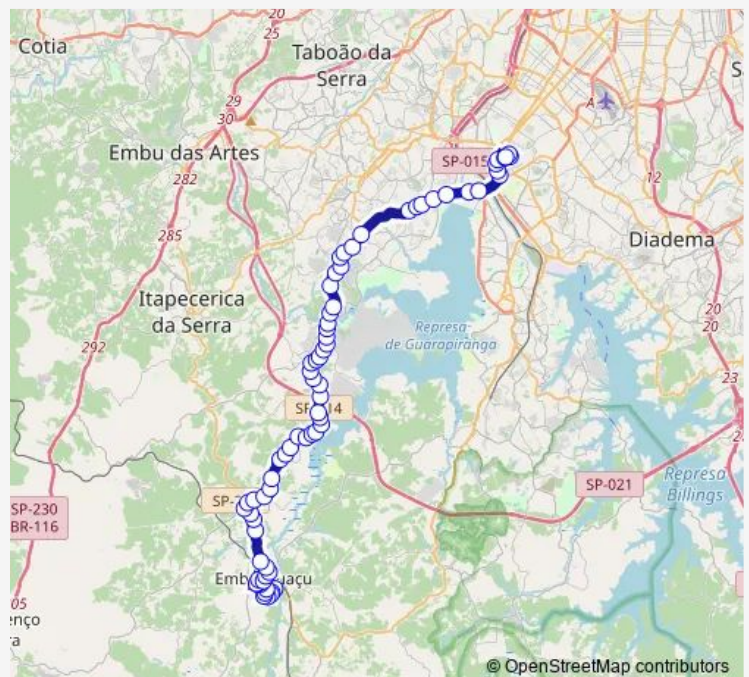 Cotia
20
25
Taboão da
Serra
29
30
A
S
Embu das Artes
SP-015
282
12
285
Diadema
Itapecerica
da Serra
20
20
292
Represa
de Guarapiranga
23
SP-230
BR-116
SP-021
Represa
Billings
05
enço
ra
© OpenStreetMap contributors